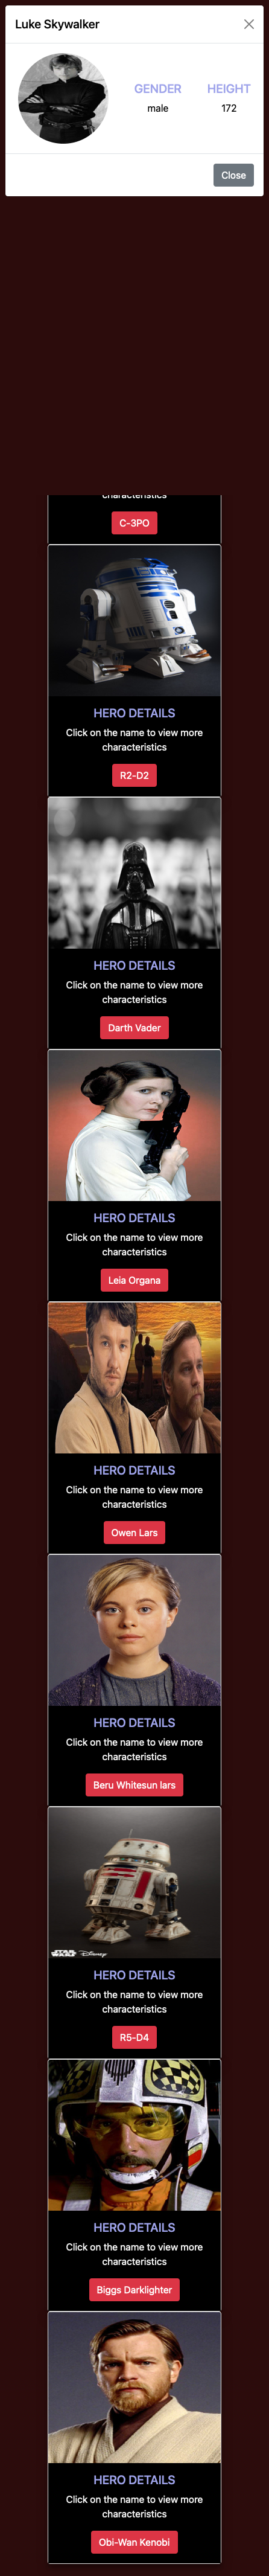 Luke Skywalker
GENDER HEIGHT
male 172
Close
characteristics
C-3PO
HERO DETAILS
Click on the name to view more
characteristics
R2-D2
HERO DETAILS
Click on the name to view more
characteristics
Darth Vader
HERO DETAILS
Click on the name to view more
characteristics
Leia Organa
HERO DETAILS
Click on the name to view more
characteristics
Owen Lars
HERO DETAILS
Click on the name to view more
characteristics
Beru Whitesun lars
STAR WARS Disney
HERO DETAILS
Click on the name to view more
characteristics
R5-D4
HERO DETAILS
Click on the name to view more
characteristics
Biggs Darklighter
HERO DETAILS
Click on the name to view more
characteristics
Obi-Wan Kenobi